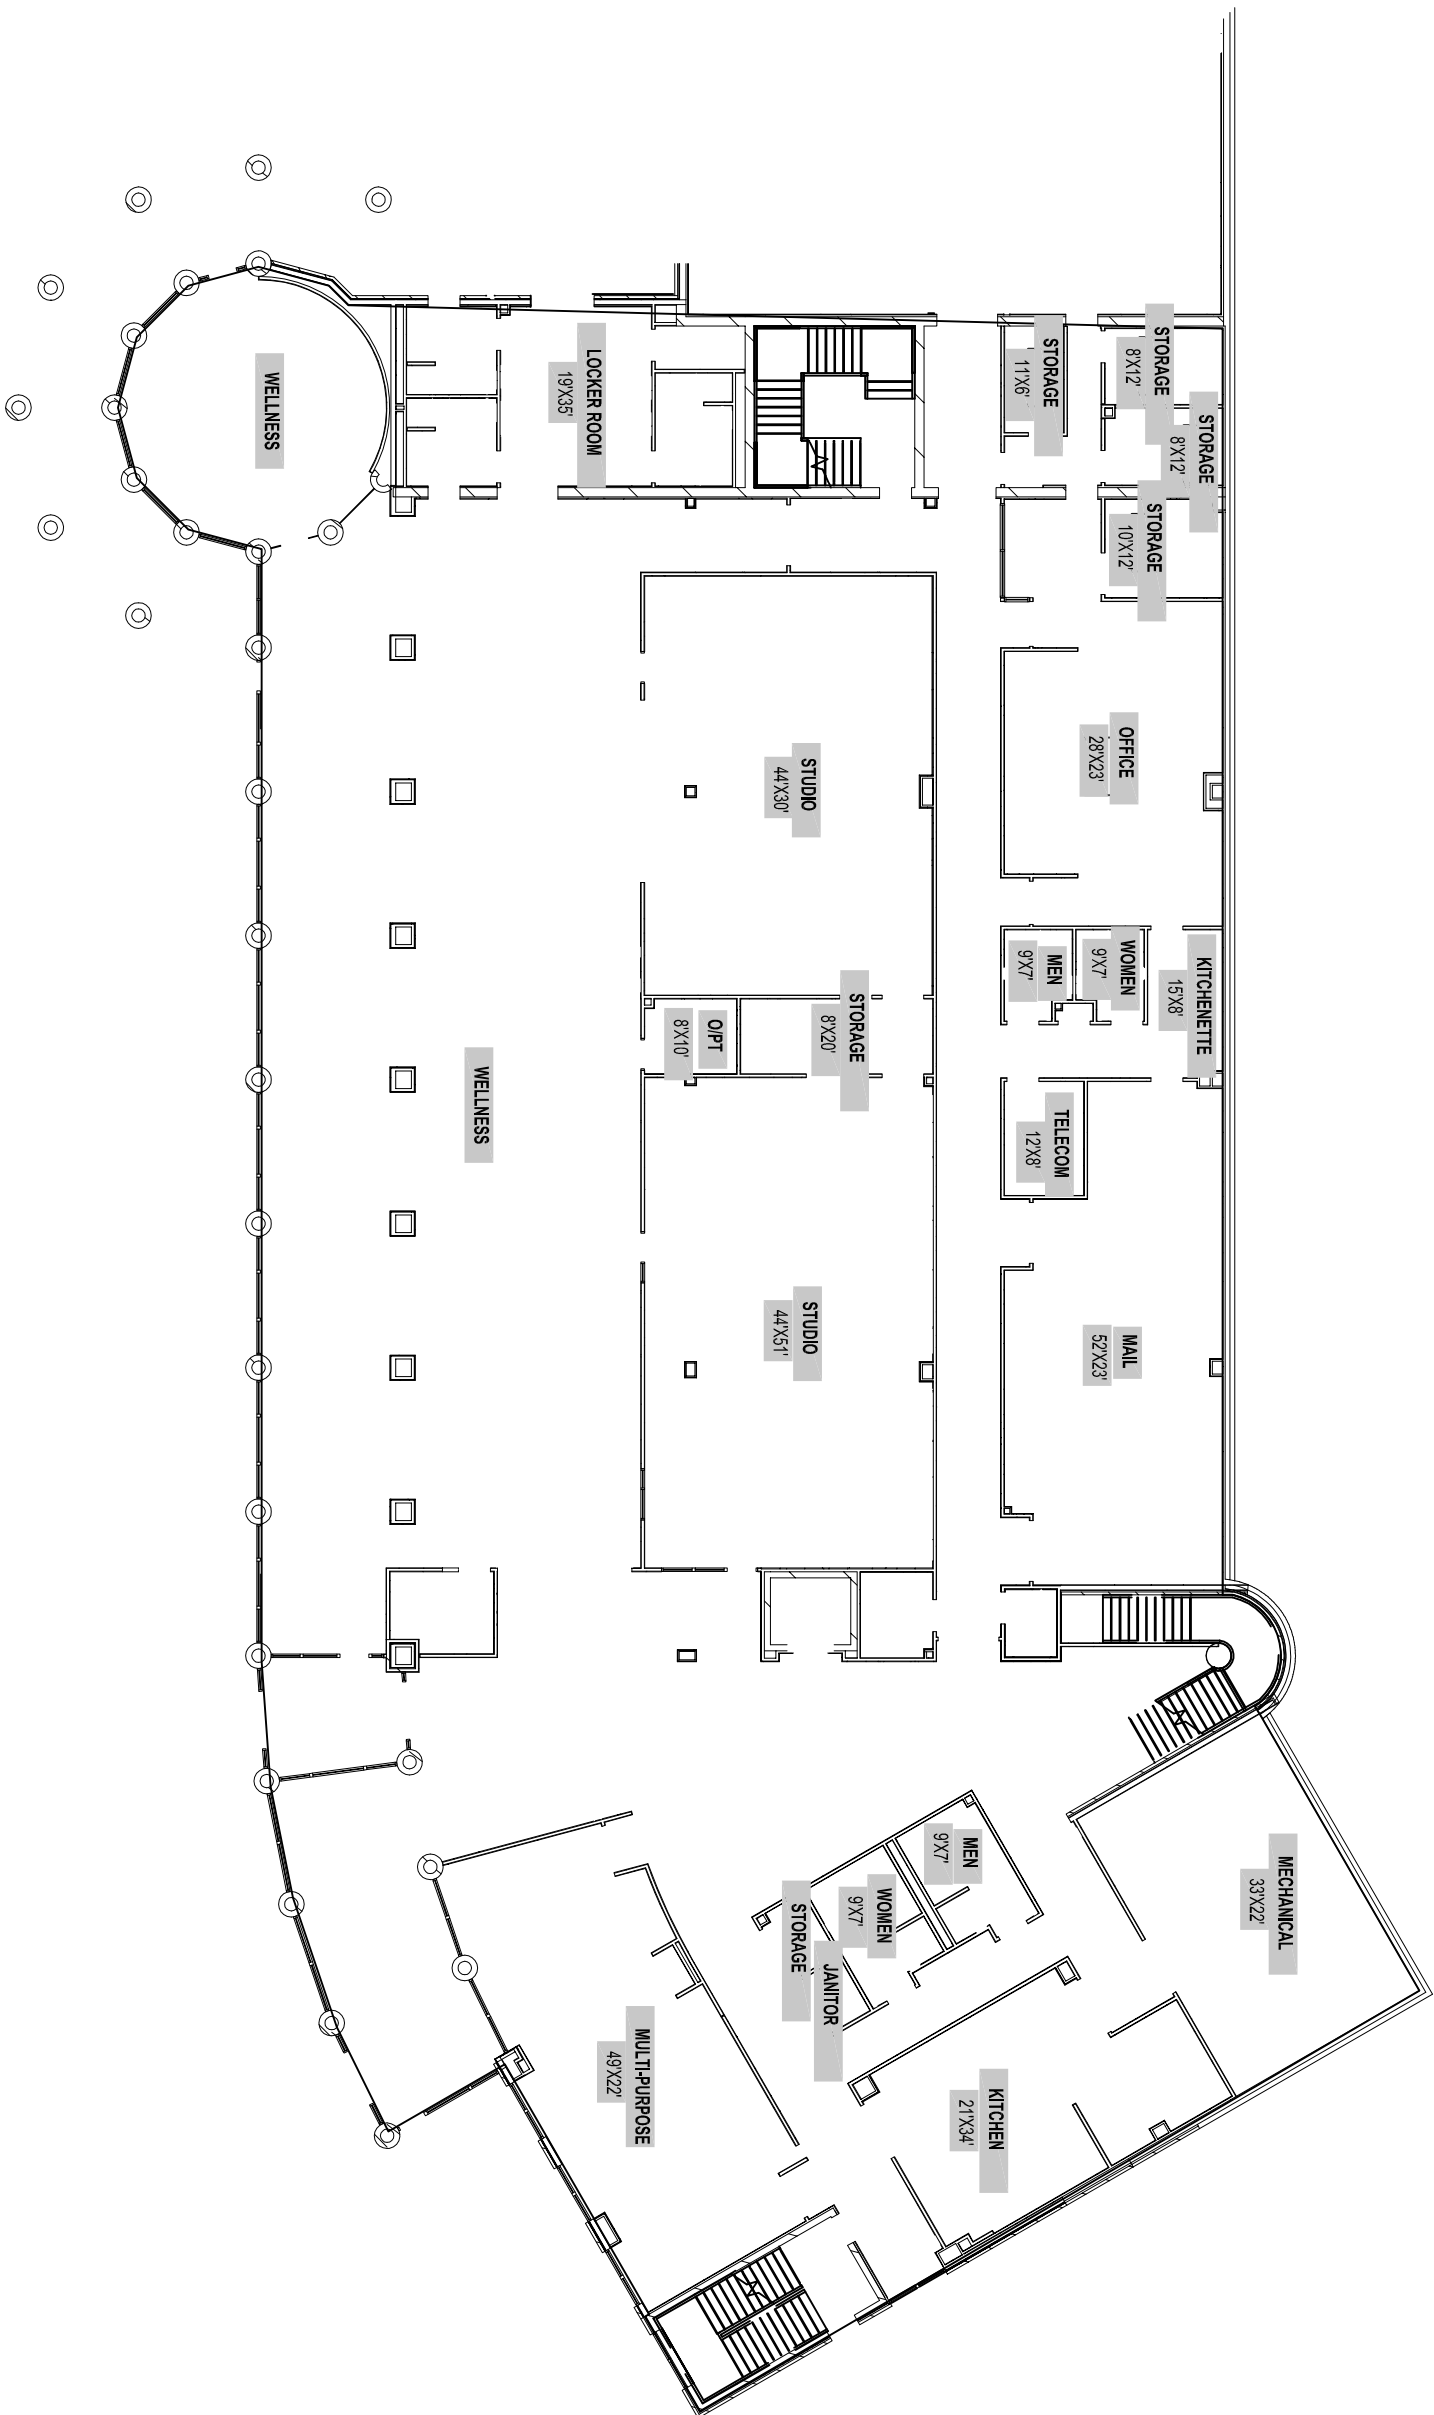 WELLNESS
LOCKER ROOM
19'X35'
STORAGE
11'X6'
STORAGE
8'X12'
STORAGE
8'X12'
STORAGE
10'X12'
OFFICE
28'X23'
STUDIO
44'X30'
KITCHENETTE
15'X8'
WOMEN
9'X7'
MEN
9'X7'
STORAGE
8'X20'
O/PT
8'X10'
WELLNESS
TELECOM
12'X8'
MAIL
52'X23'
STUDIO
44'X51'
MECHANICAL
33'X22'
MEN
9'X7'
WOMEN
9'X7'
STORAGE
JANITOR
KITCHEN
21'X34'
MULTI-PURPOSE
49'X22'